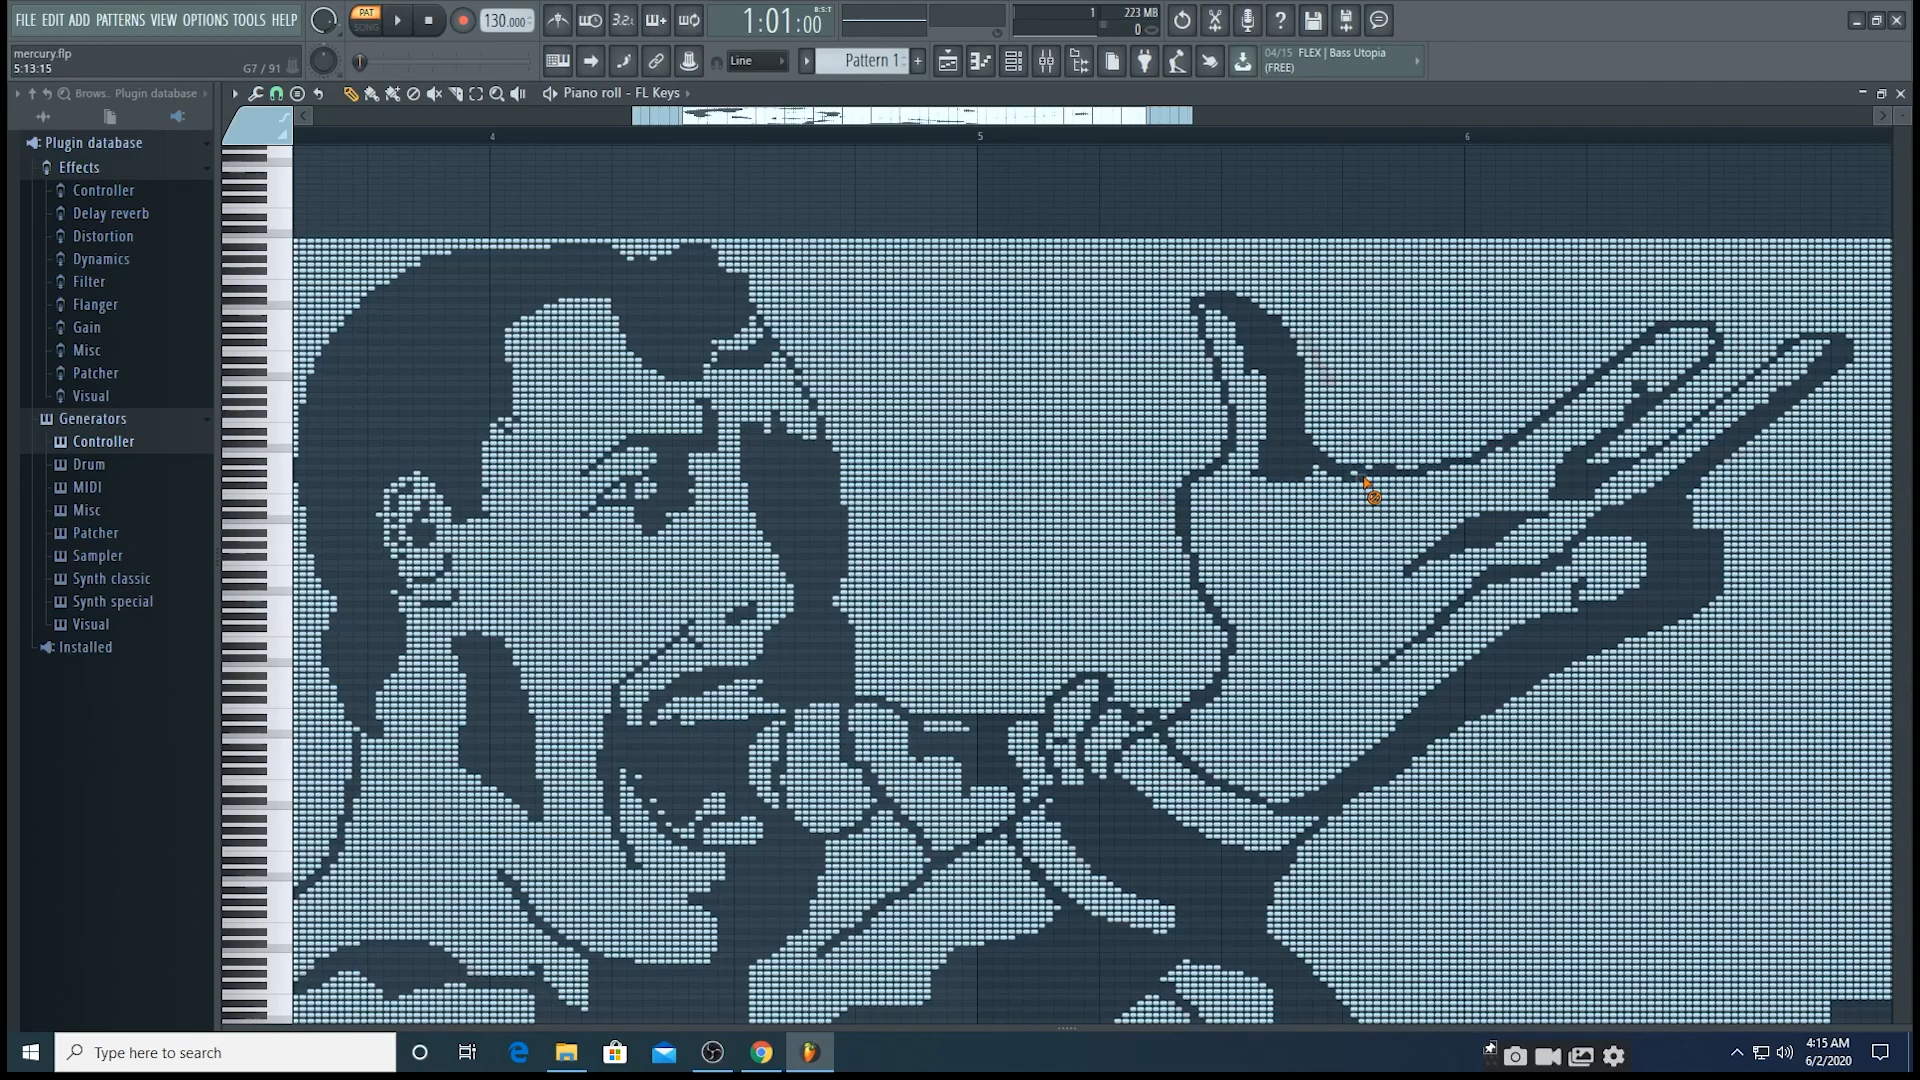 FILE EDIT ADD PATTERNS VIEW OPTIONS TOOLS HELP
PAT
SONG
130.000
3.2.
1:01:00
B:S:T
1
223 MB
0
mercury.flp
5:13:15
G7 / 91
Line
Pattern 1
+
04/15 FLEX | Bass Utopia
(FREE)
Brows.. Plugin database
Piano roll - FL Keys
4
5
6
Plugin database
Effects
Controller
Delay reverb
Distortion
Dynamics
Filter
Flanger
Gain
Misc
Patcher
Visual
Generators
Controller
Drum
MIDI
Misc
Patcher
Sampler
Synth classic
Synth special
Visual
Installed
Type here to search
4:15 AM
6/2/2020